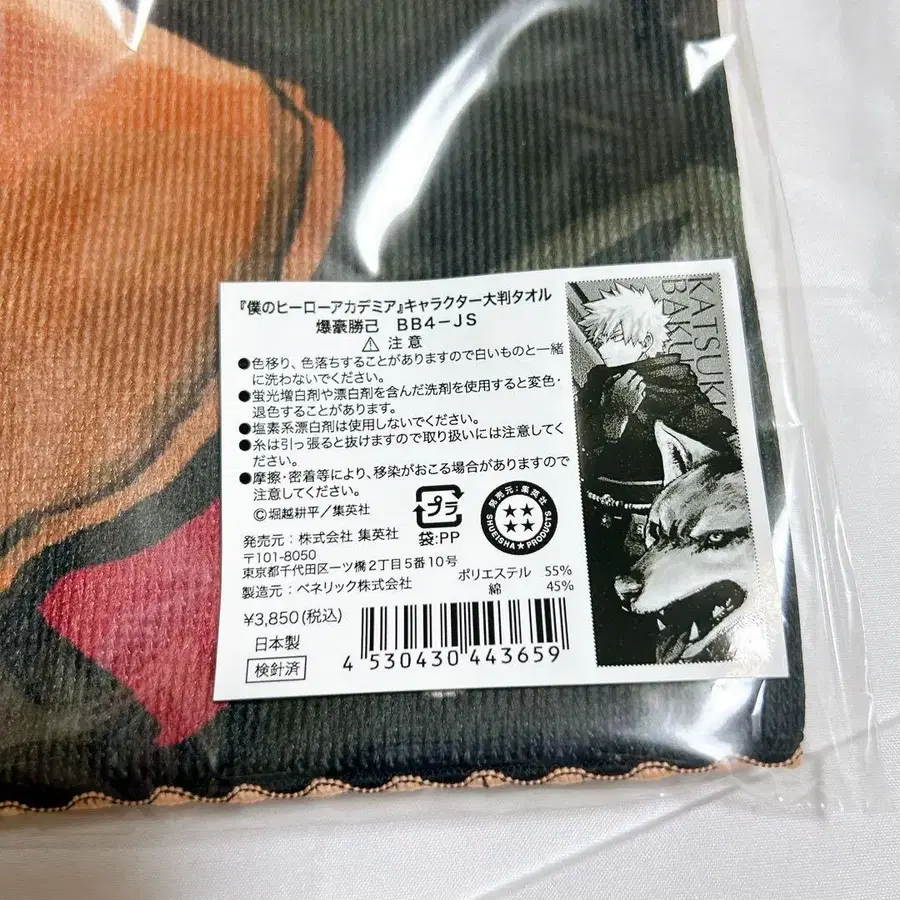 『僕のヒーローアカデミア』キャラクター大判タオル
爆豪勝己 BB4-JS
⚠ 注意
●色移り、色落ちすることがありますので白いものと一緒
に洗わないでください。
●蛍光増白剤や漂白剤を含んだ洗剤を使用すると変色・
退色することがあります。
●塩素系漂白剤は使用しないでください。
●糸は引っ張ると抜けますので取り扱いには注意してく
ださい。
●摩擦・密着等により、移染がおこる場合がありますので
注意してください。
©堀越耕平／集英社
プラ
袋:PP
発売元:集英社
SHUEISHA★PRODUCTS
発売元：株式会社 集英社
〒101-8050
東京都千代田区一ツ橋2丁目5番10号
製造元：ベネリック株式会社
ポリエステル 55%
綿 45%
¥3,850(税込)
日本製
検針済
4 530430 443659
KATSUKI
BAKU